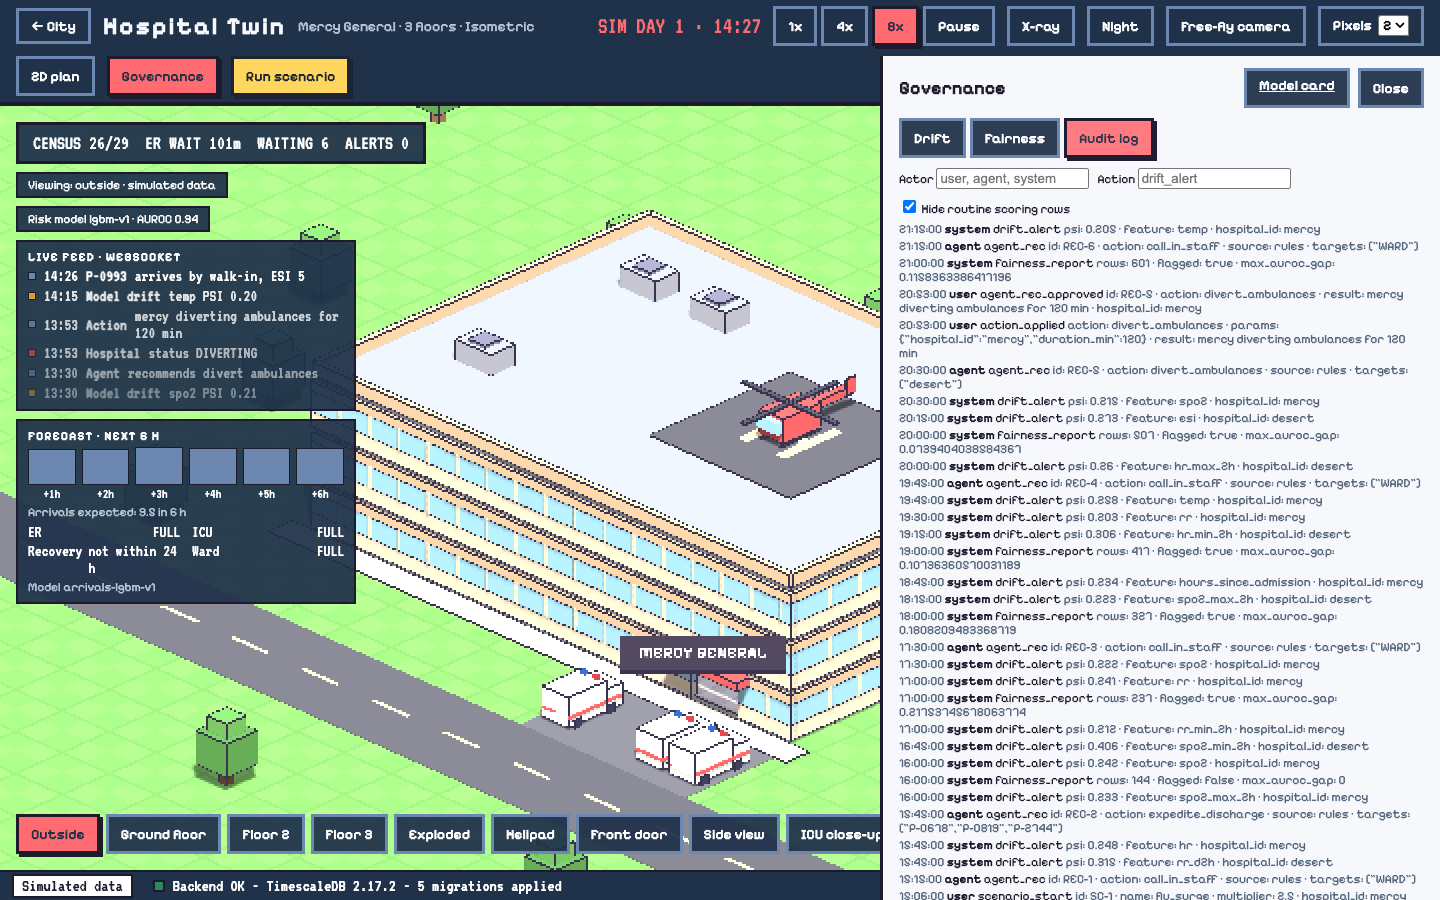 ← City
Hospital Twin
Mercy General · 3 floors · Isometric
SIM DAY 1 · 14:27
1x
4x
8x
Pause
X-ray
Night
Free-fly camera
Pixels 2
2D plan
Governance
Run scenario
CENSUS 26/29 ER WAIT 101m WAITING 6 ALERTS 0
Viewing: outside · simulated data
Risk model lgbm-v1 · AUROC 0.94
LIVE FEED · WEBSOCKET
14:26 P-0993 arrives by walk-in, ESI 5
14:15 Model drift temp PSI 0.20
13:53 Action mercy diverting ambulances for
120 min
13:53 Hospital status DIVERTING
13:30 Agent recommends divert ambulances
13:30 Model drift spo2 PSI 0.21
FORECAST · NEXT 6 H
+1h +2h +3h +4h +5h +6h
Arrivals expected: 9.5 in 6 h
ER FULL ICU FULL
Recovery not within 24 h Ward FULL
Model arrivals-lgbm-v1
MERCY GENERAL
Outside
Ground floor
Floor 2
Floor 3
Exploded
Helipad
Front door
Side view
ICU close-up
Simulated data
Backend OK - TimescaleDB 2.17.2 - 5 migrations applied
Governance
Model card
Close
Drift
Fairness
Audit log
Actor user, agent, system Action drift_alert
Hide routine scoring rows
21:15:00 system drift_alert psi: 0.205 · feature: temp · hospital_id: mercy
21:15:00 agent agent_rec id: REC-6 · action: call_in_staff · source: rules · targets: ["WARD"]
21:00:00 system fairness_report rows: 601 · flagged: true · max_auroc_gap:
0.1158363386417196
20:53:00 user agent_rec_approved id: REC-5 · action: divert_ambulances · result: mercy
diverting ambulances for 120 min · hospital_id: mercy
20:53:00 user action_applied action: divert_ambulances · params:
{"hospital_id":"mercy","duration_min":120} · result: mercy diverting ambulances for 120
min
20:30:00 agent agent_rec id: REC-5 · action: divert_ambulances · source: rules · targets:
["desert"]
20:30:00 system drift_alert psi: 0.215 · feature: spo2 · hospital_id: mercy
20:15:00 system drift_alert psi: 0.273 · feature: esi · hospital_id: desert
20:00:00 system fairness_report rows: 507 · flagged: true · max_auroc_gap:
0.0739404038584367
20:00:00 system drift_alert psi: 0.26 · feature: hr_max_2h · hospital_id: desert
19:45:00 agent agent_rec id: REC-4 · action: call_in_staff · source: rules · targets: ["WARD"]
19:45:00 system drift_alert psi: 0.258 · feature: temp · hospital_id: mercy
19:30:00 system drift_alert psi: 0.203 · feature: rr · hospital_id: mercy
19:15:00 system drift_alert psi: 0.306 · feature: hr_min_2h · hospital_id: desert
19:00:00 system fairness_report rows: 417 · flagged: true · max_auroc_gap:
0.10736360570031189
18:45:00 system drift_alert psi: 0.234 · feature: hours_since_admission · hospital_id: mercy
18:15:00 system drift_alert psi: 0.223 · feature: spo2_max_2h · hospital_id: desert
18:00:00 system fairness_report rows: 327 · flagged: true · max_auroc_gap:
0.1808209483368719
17:30:00 agent agent_rec id: REC-3 · action: call_in_staff · source: rules · targets: ["WARD"]
17:30:00 system drift_alert psi: 0.222 · feature: spo2 · hospital_id: mercy
17:15:00 system drift_alert psi: 0.241 · feature: rr · hospital_id: mercy
17:00:00 system fairness_report rows: 237 · flagged: true · max_auroc_gap:
0.21753745678063774
17:00:00 system drift_alert psi: 0.212 · feature: rr_min_2h · hospital_id: mercy
16:45:00 system drift_alert psi: 0.406 · feature: spo2_min_2h · hospital_id: desert
16:00:00 system drift_alert psi: 0.242 · feature: spo2 · hospital_id: mercy
16:00:00 system fairness_report rows: 144 · flagged: false · max_auroc_gap: 0
16:00:00 system drift_alert psi: 0.233 · feature: spo2_max_2h · hospital_id: mercy
16:00:00 agent agent_rec id: REC-2 · action: expedite_discharge · source: rules · targets:
["P-0678","P-0819","P-2744"]
15:45:00 system drift_alert psi: 0.248 · feature: hr · hospital_id: mercy
15:45:00 system drift_alert psi: 0.315 · feature: rr_d2h · hospital_id: desert
15:15:00 agent agent_rec id: REC-1 · action: call_in_staff · source: rules · targets: ["WARD"]
15:06:00 user scenario_start id: SC-1 · name: flu_surge · multiplier: 2.5 · hospital_id: mercy